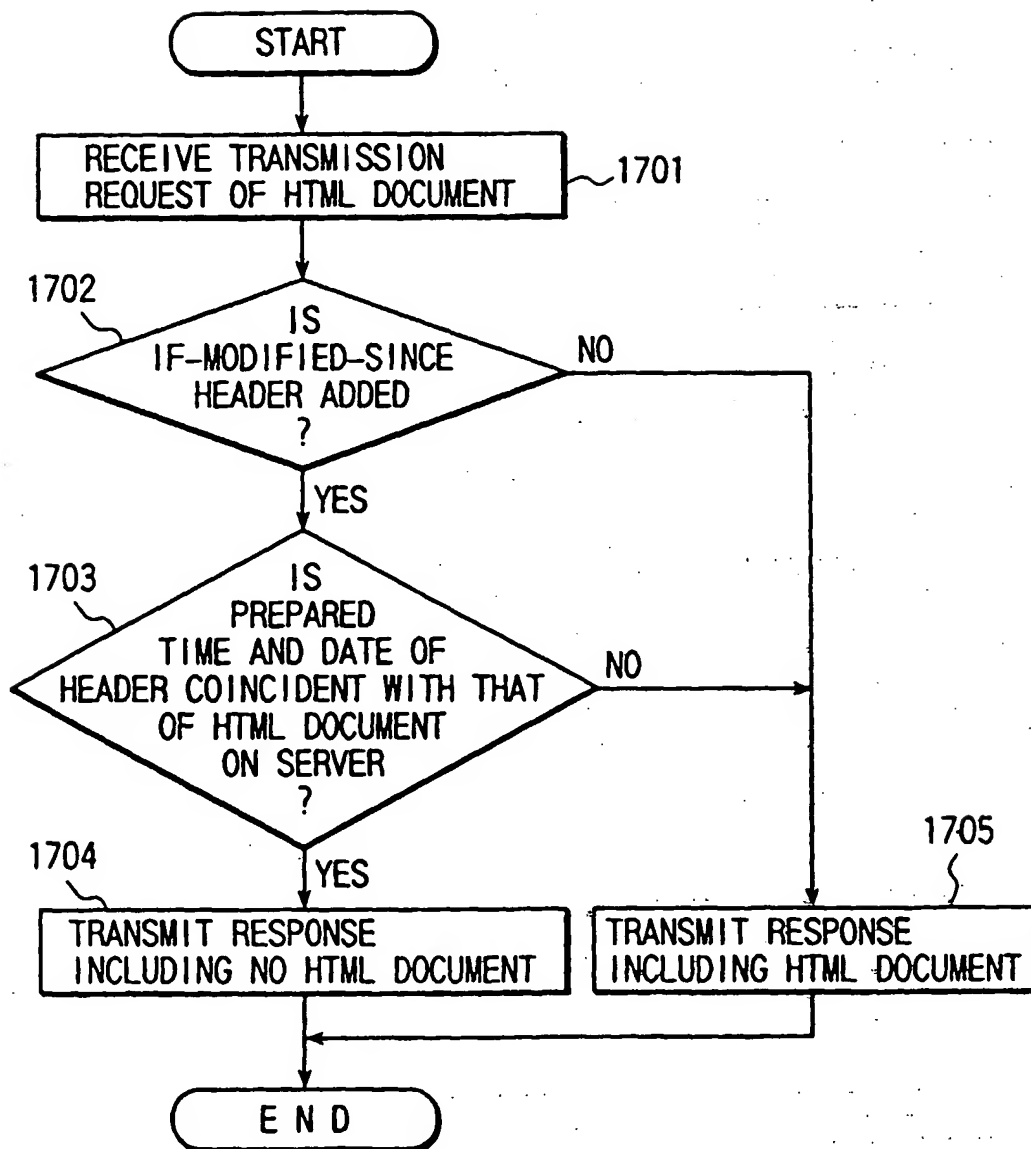 START
RECEIVE TRANSMISSION
REQUEST OF HTML DOCUMENT
1701
1702
IS
IF-MODIFIED-SINCE
HEADER ADDED
?
NO
YES
1703
IS
PREPARED
TIME AND DATE OF
HEADER COINCIDENT WITH THAT
OF HTML DOCUMENT
ON SERVER
?
NO
YES
1704
TRANSMIT RESPONSE
INCLUDING NO HTML DOCUMENT
1705
TRANSMIT RESPONSE
INCLUDING HTML DOCUMENT
END